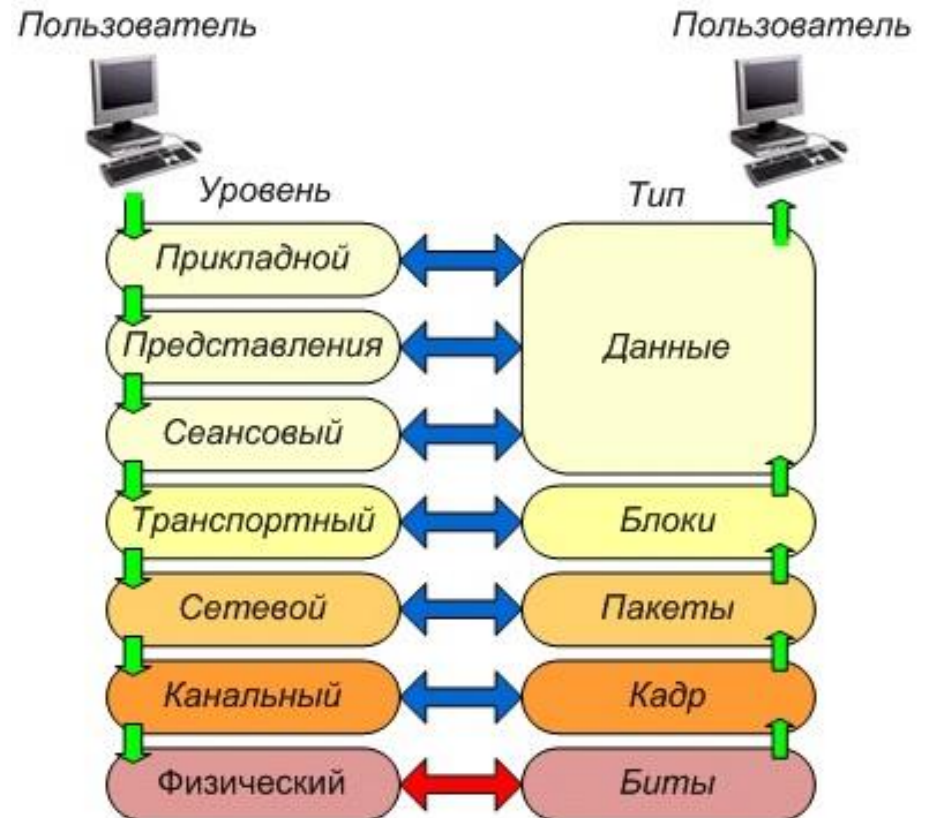 Пользователь Пользователь
Уровень Тип
Прикладной
Представления Данные
Сеансовый
Транспортный Блоки
Сетевой Пакеты
Канальный Кадр
Физический Биты